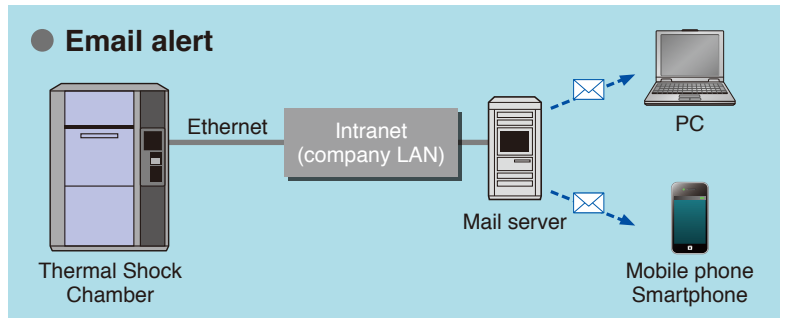 Email alert
Ethernet
Intranet
(company LAN)
PC
Mail server
Thermal Shock
Chamber
Mobile phone
Smartphone